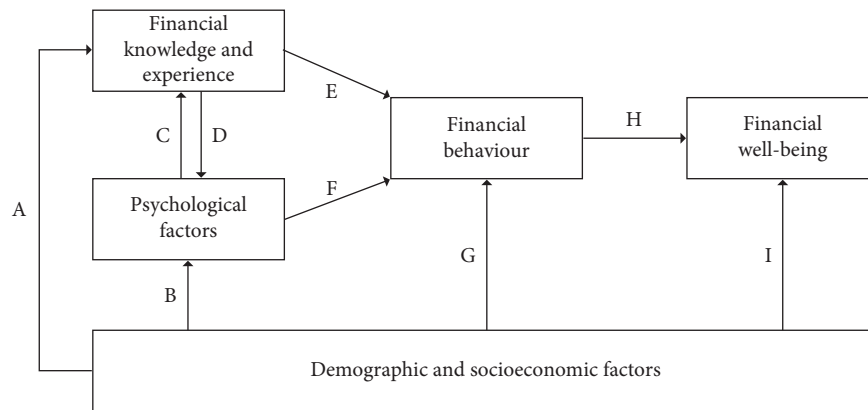 Financial
knowledge and
experience
E
Financial
behaviour
H
Financial
well-being
C
D
F
A
Psychological
factors
B
G
I
Demographic and socioeconomic factors